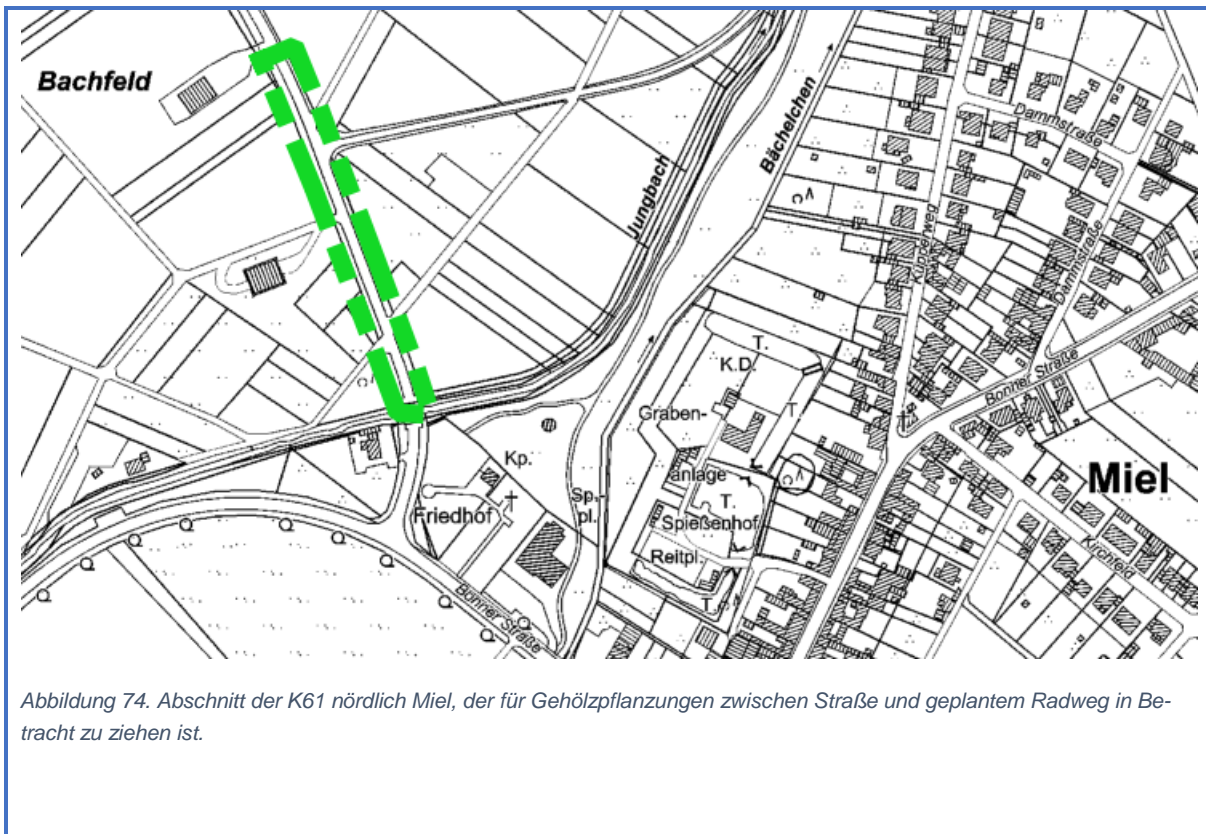 Bachfeld
Jungbach
Bächelchen
Dammstraße
Dammstraße
Küpperweg
Bonner Straße
T.
K.D.
Graben-
T.
anlage
Kp.
Friedhof
Sp.-
pl.
T.
Spießenhof
Reitpl.
T.
Miel
Kirchfeld
Bonner Straße
Abbildung 74. Abschnitt der K61 nördlich Miel, der für Gehölzpflanzungen zwischen Straße und geplantem Radweg in Be-
tracht zu ziehen ist.